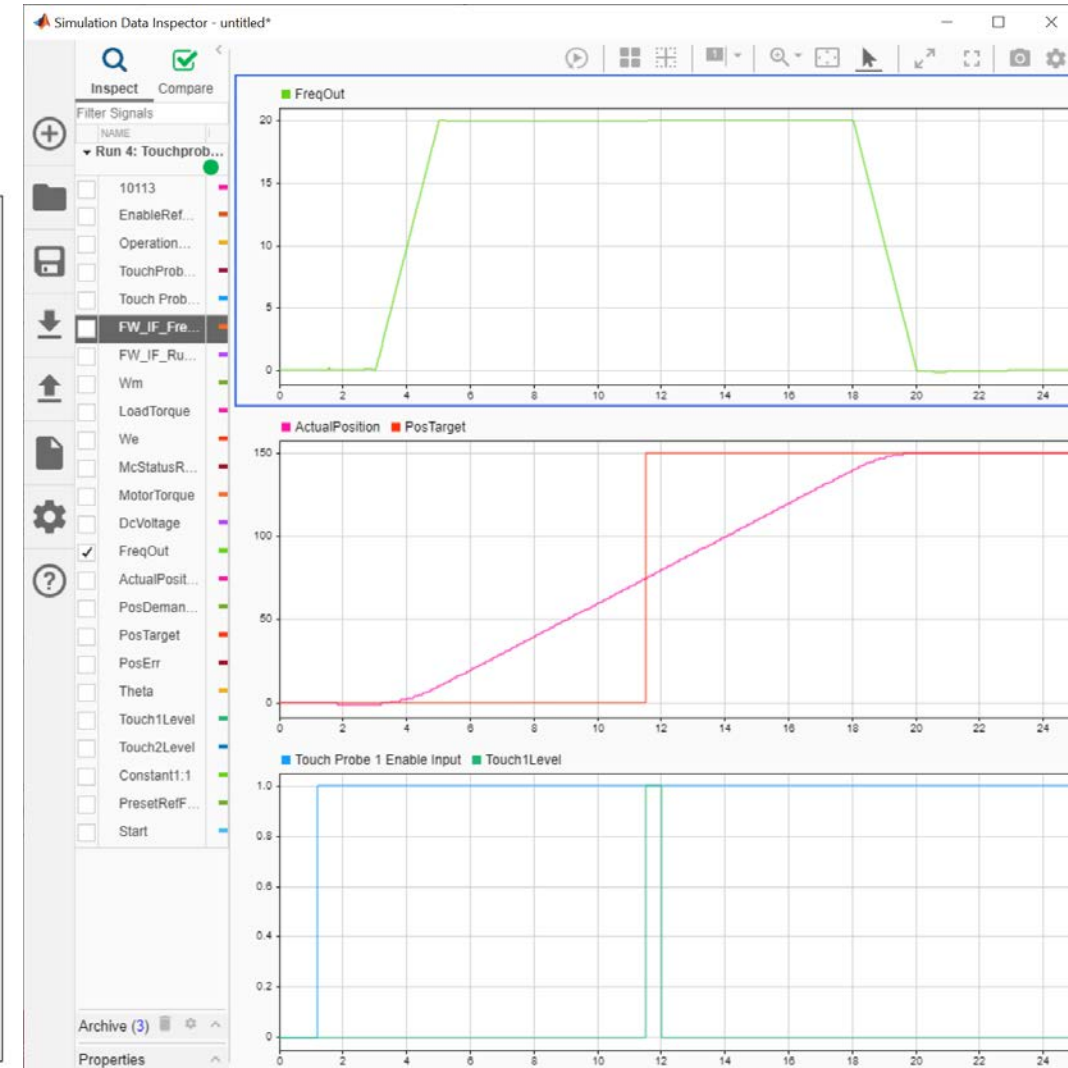 Simulation Data Inspector - untitled*
Inspect Compare
Filter Signals
NAME
Run 4: Touchprob...
10113
EnableRef...
Operation...
TouchProb...
Touch Prob...
FW_IF_Fre...
FW_IF_Ru...
Wm
LoadTorque
We
McStatusR...
MotorTorque
DcVoltage
FreqOut
ActualPosit...
PosDeman...
PosTarget
PosErr
Theta
Touch1Level
Touch2Level
Constant1:1
PresetRefF...
Start
Archive (3)
Properties
FreqOut
20
15
10
5
0
0 2 4 6 8 10 12 14 16 18 20 22 24
ActualPosition PosTarget
150
100
50
0
0 2 4 6 8 10 12 14 16 18 20 22 24
Touch Probe 1 Enable Input Touch1Level
1.0
0.8
0.6
0.4
0.2
0
0 2 4 6 8 10 12 14 16 18 20 22 24